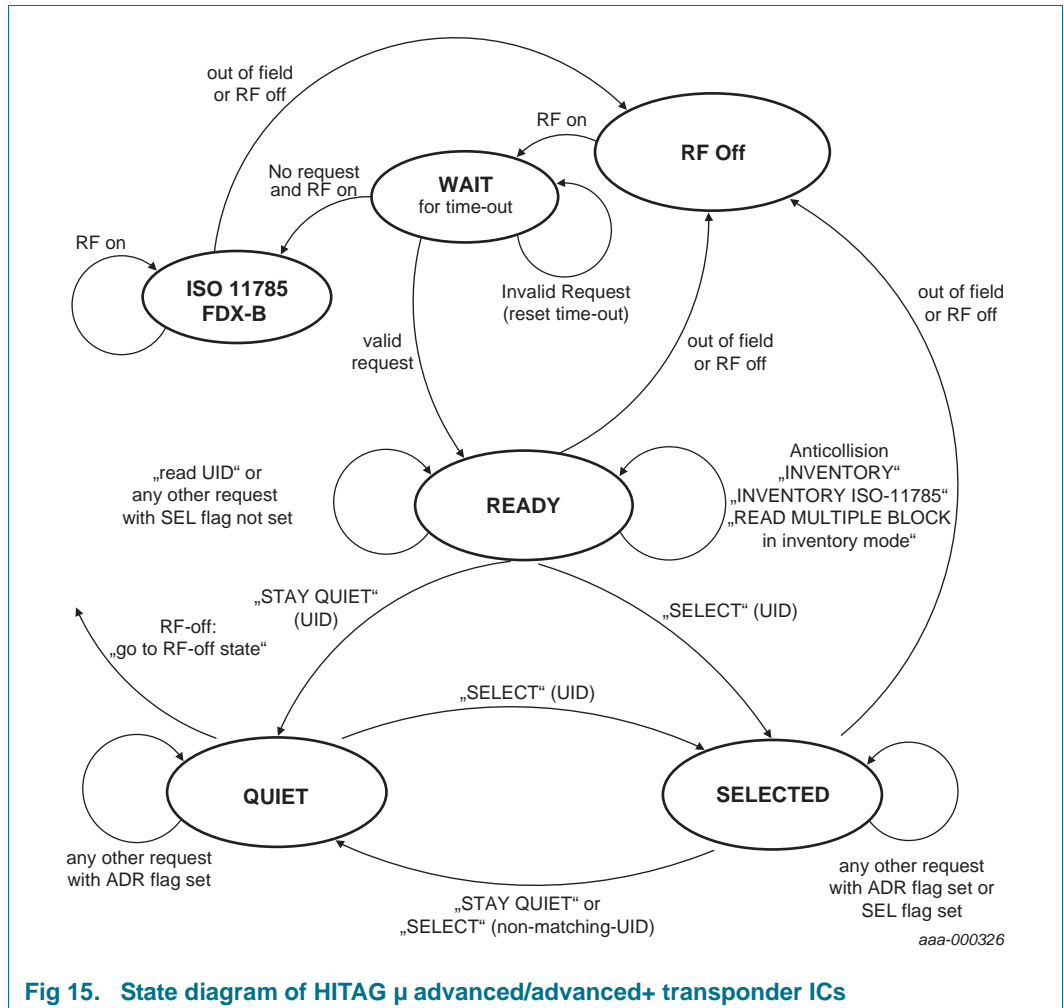 out of field
or RF off
RF on
RF Off
No request
and RF on
WAIT
for time-out
RF on
ISO 11785
FDX-B
Invalid Request
(reset time-out)
out of field
or RF off
valid
request
out of field
or RF off
„read UID“ or
any other request
with SEL flag not set
READY
Anticollision
„INVENTORY“
„INVENTORY ISO-11785“
„READ MULTIPLE BLOCK
in inventory mode“
„STAY QUIET“
(UID)
„SELECT“ (UID)
RF-off:
„go to RF-off state“
„SELECT“ (UID)
QUIET
SELECTED
any other request
with ADR flag set
„STAY QUIET“ or
„SELECT“ (non-matching-UID)
any other request
with ADR flag set or
SEL flag set
aaa-000326
Fig 15. State diagram of HITAG µ advanced/advanced+ transponder ICs